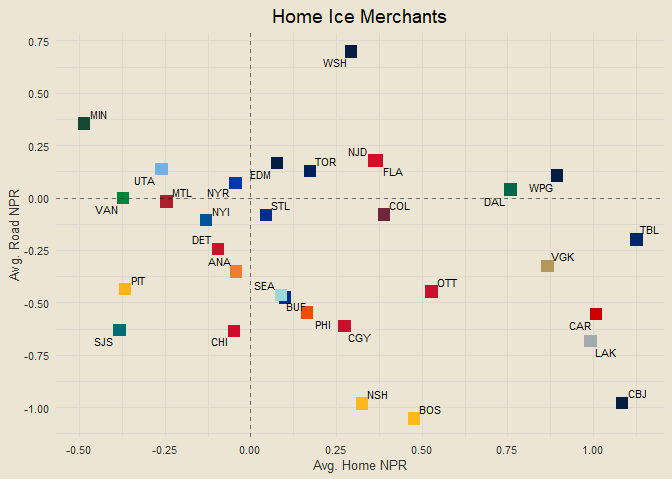 Home Ice Merchants
0.75
WSH
0.50
MIN
0.25
NJD
TOR
EDM
FLA
UTA
MTL
NYR
WPG
DAL
0.00
VAN
NYI
STL
COL
TBL
DET
ANA
VGK
-0.25
PIT
SEA
OTT
BUF
-0.50
PHI
CAR
SJS
CHI
CGY
LAK
-0.75
NSH
BOS
CBJ
-1.00
Avg. Road NPR
-0.50
-0.25
0.00
0.25
0.50
0.75
1.00
Avg. Home NPR